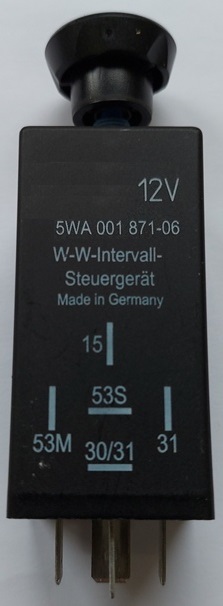 12V
5WA 001 871-06
W-W-Intervall-
Steuergerät
Made in Germany
15
53S
53M 30/31 31